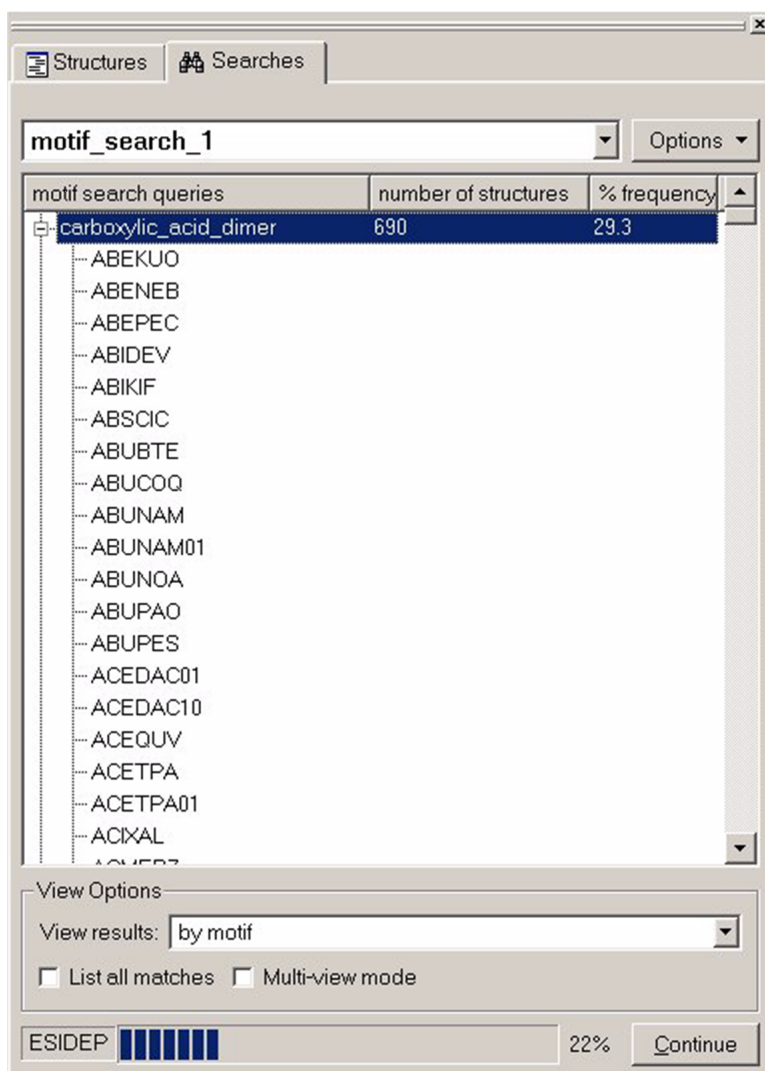 Structures Searches
motif_search_1 Options
motif search queries number of structures % frequency
carboxylic_acid_dimer 690 29.3
ABEKUO
ABENEB
ABEPEC
ABIDEV
ABIKIF
ABSCIC
ABUBTE
ABUCOQ
ABUNAM
ABUNAM01
ABUNOA
ABUPAO
ABUPES
ACEDAC01
ACEDAC10
ACEQUV
ACETPA
ACETPA01
ACIXAL
View Options
View results: by motif
List all matches Multi-view mode
ESIDEP 22% Continue